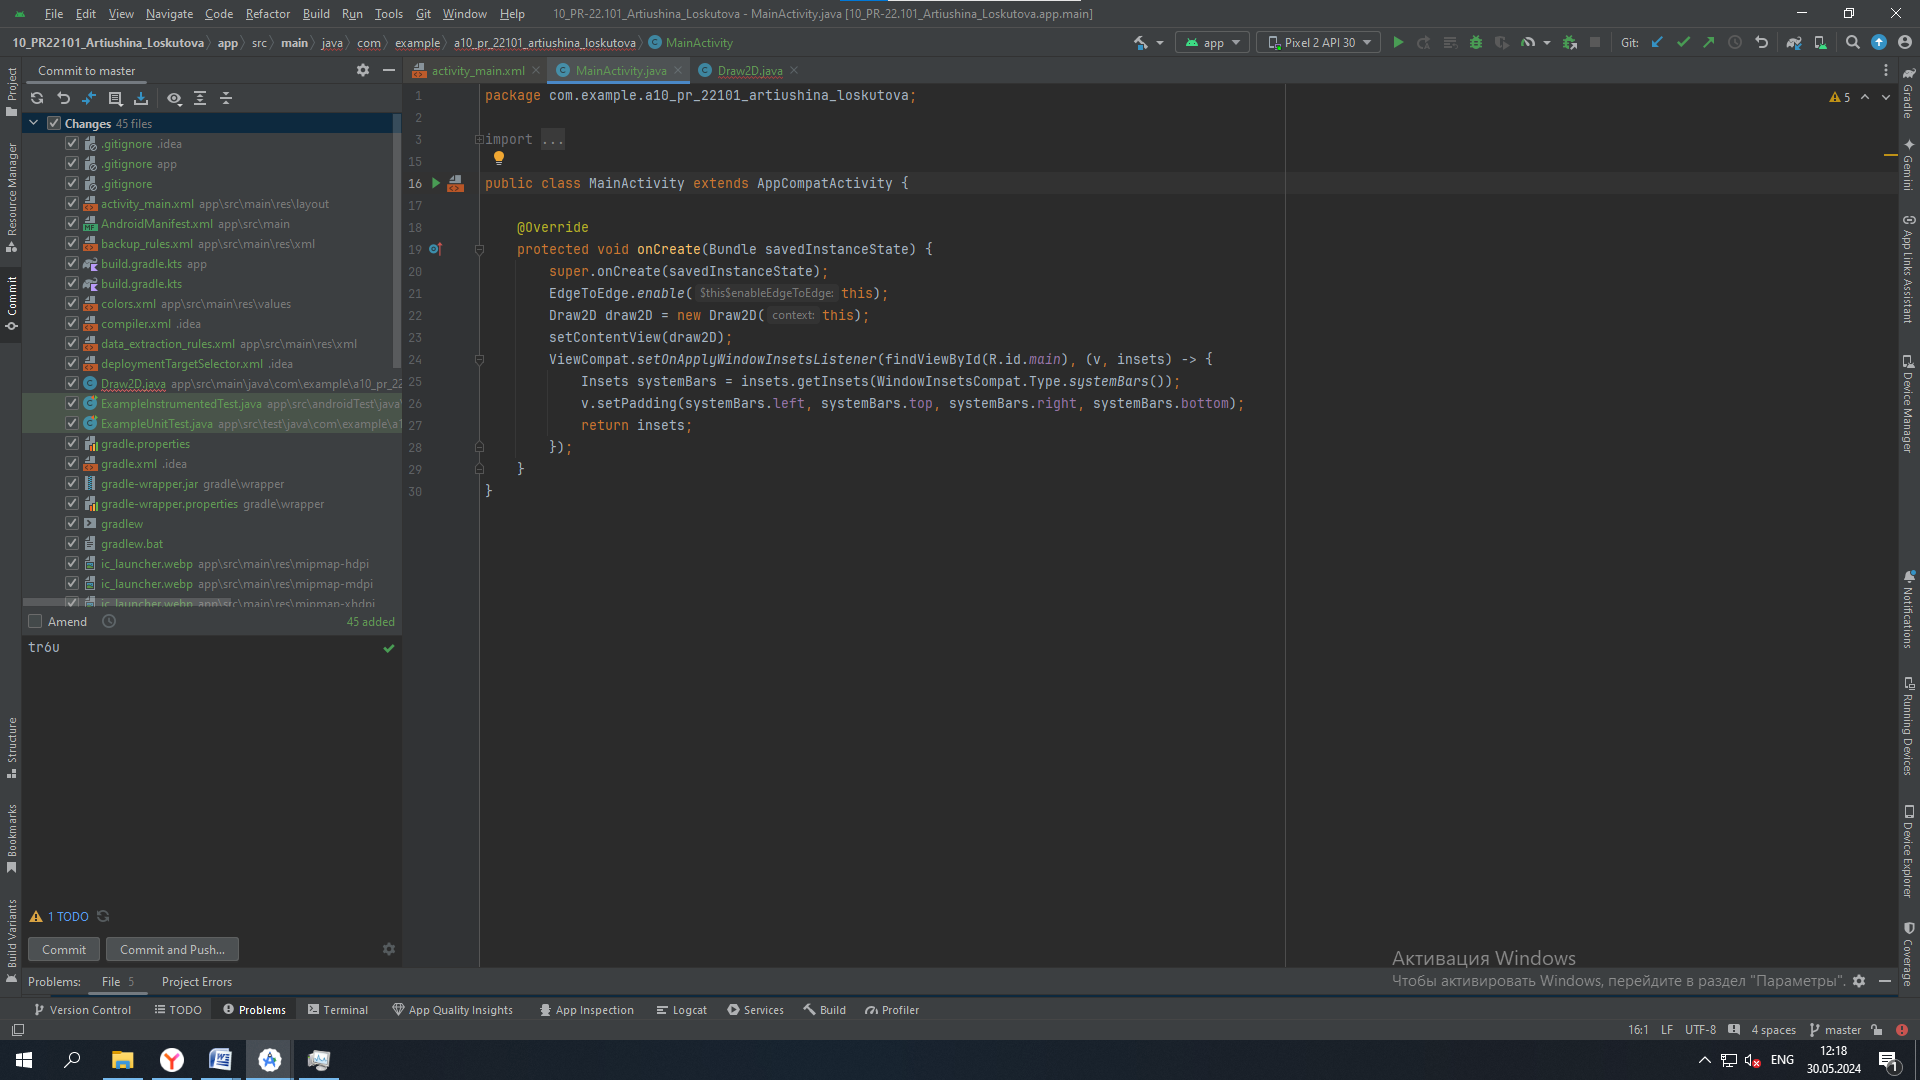 File Edit View Navigate Code Refactor Build Run Tools Git Window Help 10_PR-22.101_Artiushina_Loskutova - MainActivity.java [10_PR-22.101_Artiushina_Loskutova.app.main]
10_PR22101_Artiushina_Loskutova app src main java com example a10_pr_22101_artiushina_loskutova MainActivity app Pixel 2 API 30 Git:
Commit to master
activity_main.xml MainActivity.java Draw2D.java
Changes 45 files
.gitignore .idea
.gitignore app
.gitignore
activity_main.xml app\src\main\res\layout
AndroidManifest.xml app\src\main
backup_rules.xml app\src\main\res\xml
build.gradle.kts app
build.gradle.kts
colors.xml app\src\main\res\values
compiler.xml .idea
data_extraction_rules.xml app\src\main\res\xml
deploymentTargetSelector.xml .idea
Draw2D.java app\src\main\java\com\example\a10_pr_22
ExampleInstrumentedTest.java app\src\androidTest\java\
ExampleUnitTest.java app\src\test\java\com\example\a1
gradle.properties
gradle.xml .idea
gradle-wrapper.jar gradle\wrapper
gradle-wrapper.properties gradle\wrapper
gradlew
gradlew.bat
ic_launcher.webp app\src\main\res\mipmap-hdpi
ic_launcher.webp app\src\main\res\mipmap-mdpi
ic_launcher.webp app\src\main\res\mipmap-xhdpi
Amend 45 added
tróu
1 TODO
Commit Commit and Push...
1 package com.example.a10_pr_22101_artiushina_loskutova;
2
3 import ...
15
16 public class MainActivity extends AppCompatActivity {
17
18 @Override
19 protected void onCreate(Bundle savedInstanceState) {
20 super.onCreate(savedInstanceState);
21 EdgeToEdge.enable( $this$enableEdgeToEdge: this);
22 Draw2D draw2D = new Draw2D( context: this);
23 setContentView(draw2D);
24 ViewCompat.setOnApplyWindowInsetsListener(findViewById(R.id.main), (v, insets) -> {
25 Insets systemBars = insets.getInsets(WindowInsetsCompat.Type.systemBars());
26 v.setPadding(systemBars.left, systemBars.top, systemBars.right, systemBars.bottom);
27 return insets;
28 });
29 }
30 }
5
Project
Resource Manager
Commit
Structure
Bookmarks
Build Variants
Gradle
Gemini
App Links Assistant
Device Manager
Notifications
Running Devices
Device Explorer
Coverage
Активация Windows
Чтобы активировать Windows, перейдите в раздел "Параметры".
Problems: File 5 Project Errors
Version Control TODO Problems Terminal App Quality Insights App Inspection Logcat Services Build Profiler
16:1 LF UTF-8 4 spaces master
ENG 12:18
30.05.2024
1